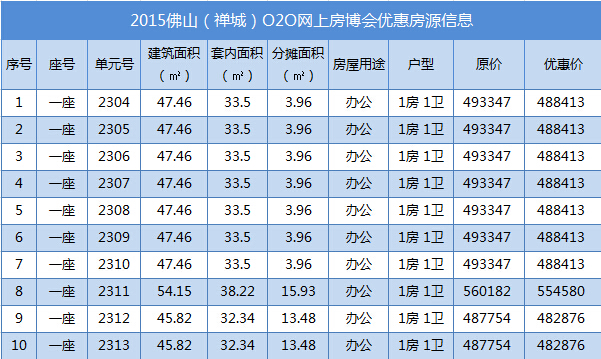 2015佛山（禅城）O2O网上房博会优惠房源信息
序号 座号 单元号 建筑面积（㎡） 套内面积（㎡） 分摊面积（㎡） 房屋用途 户型 原价 优惠价
1 一座 2304 47.46 33.5 3.96 办公 1房 1卫 493347 488413
2 一座 2305 47.46 33.5 3.96 办公 1房 1卫 493347 488413
3 一座 2306 47.46 33.5 3.96 办公 1房 1卫 493347 488413
4 一座 2307 47.46 33.5 3.96 办公 1房 1卫 493347 488413
5 一座 2308 47.46 33.5 3.96 办公 1房 1卫 493347 488413
6 一座 2309 47.46 33.5 3.96 办公 1房 1卫 493347 488413
7 一座 2310 47.46 33.5 3.96 办公 1房 1卫 493347 488413
8 一座 2311 54.15 38.22 15.93 办公 1房 1卫 560182 554580
9 一座 2312 45.82 32.34 13.48 办公 1房 1卫 487754 482876
10 一座 2313 45.82 32.34 13.48 办公 1房 1卫 487754 482876